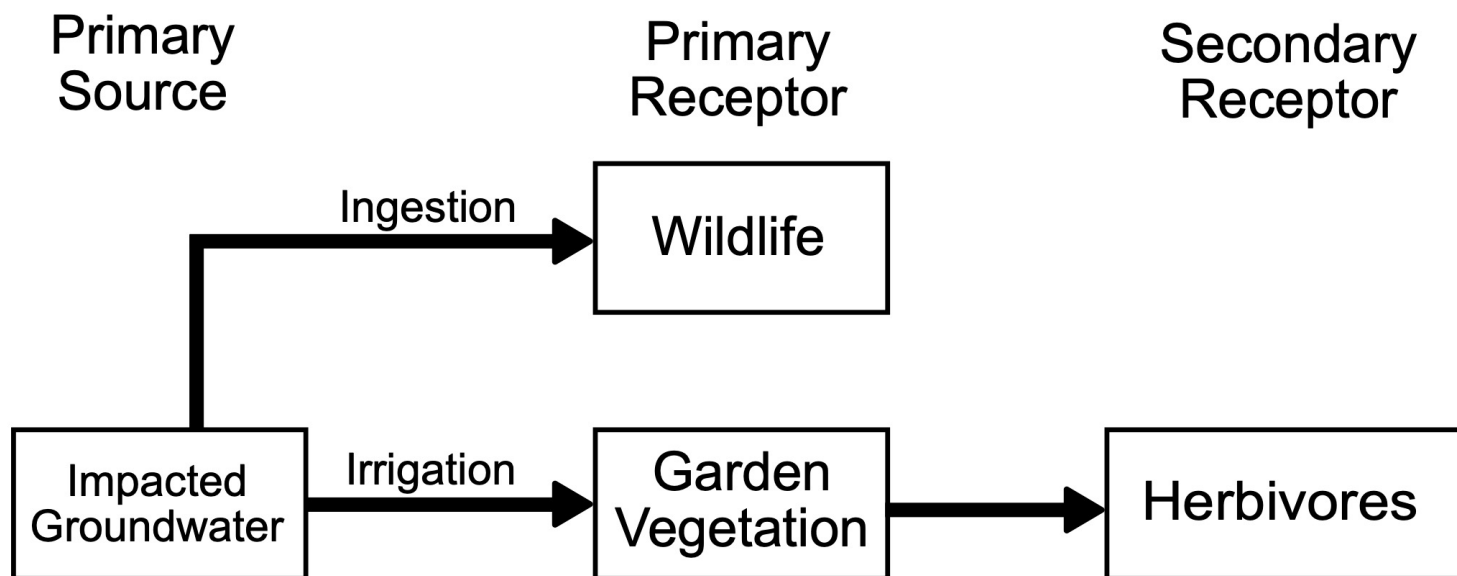 Primary
Source
Primary
Receptor
Secondary
Receptor
Ingestion
Wildlife
Impacted
Groundwater
Irrigation
Garden
Vegetation
Herbivores